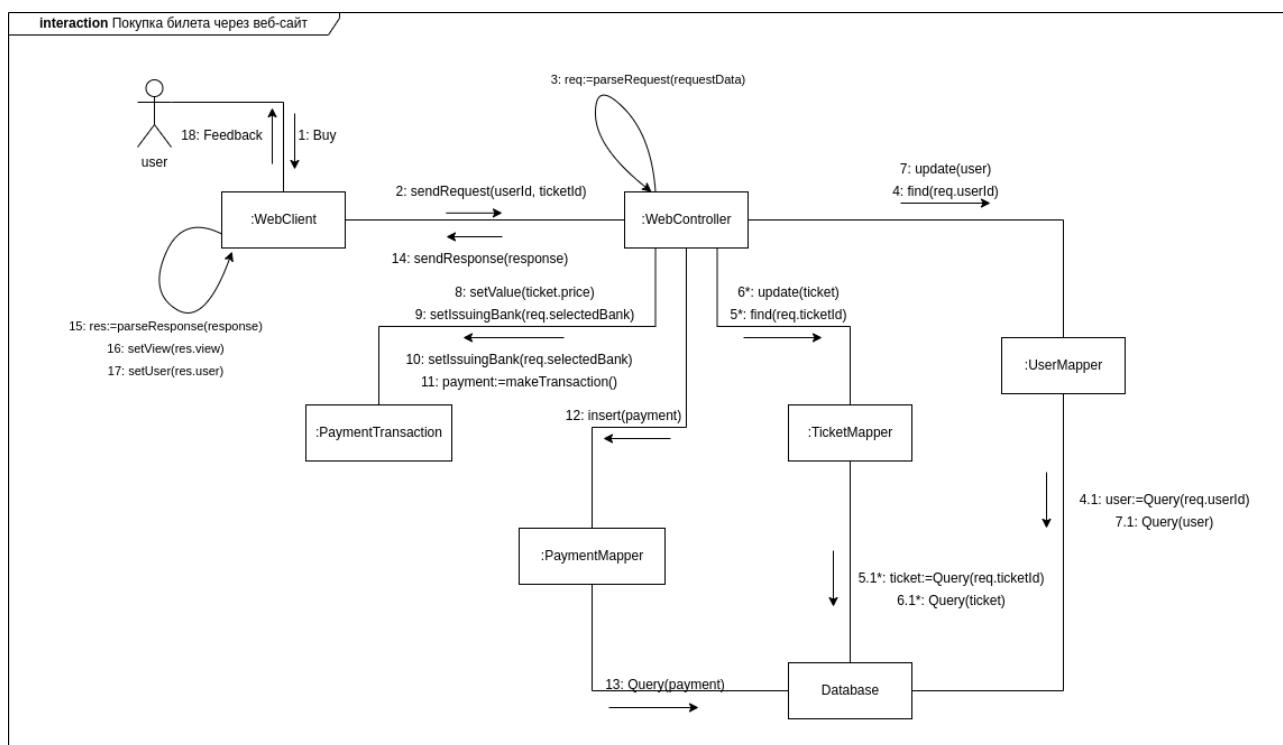 interaction Покупка билета через веб-сайт
3: req:=parseRequest(requestData)
18: Feedback
1: Buy
user
7: update(user)
4: find(req.userId)
2: sendRequest(userId, ticketId)
:WebClient
:WebController
14: sendResponse(response)
8: setValue(ticket.price)
9: setIssuingBank(req.selectedBank)
6*: update(ticket)
5*: find(req.ticketId)
15: res:=parseResponse(response)
16: setView(res.view)
17: setUser(res.user)
10: setIssuingBank(req.selectedBank)
11: payment:=makeTransaction()
:UserMapper
12: insert(payment)
:PaymentTransaction
:TicketMapper
4.1: user:=Query(req.userId)
7.1: Query(user)
:PaymentMapper
5.1*: ticket:=Query(req.ticketId)
6.1*: Query(ticket)
13: Query(payment)
Database